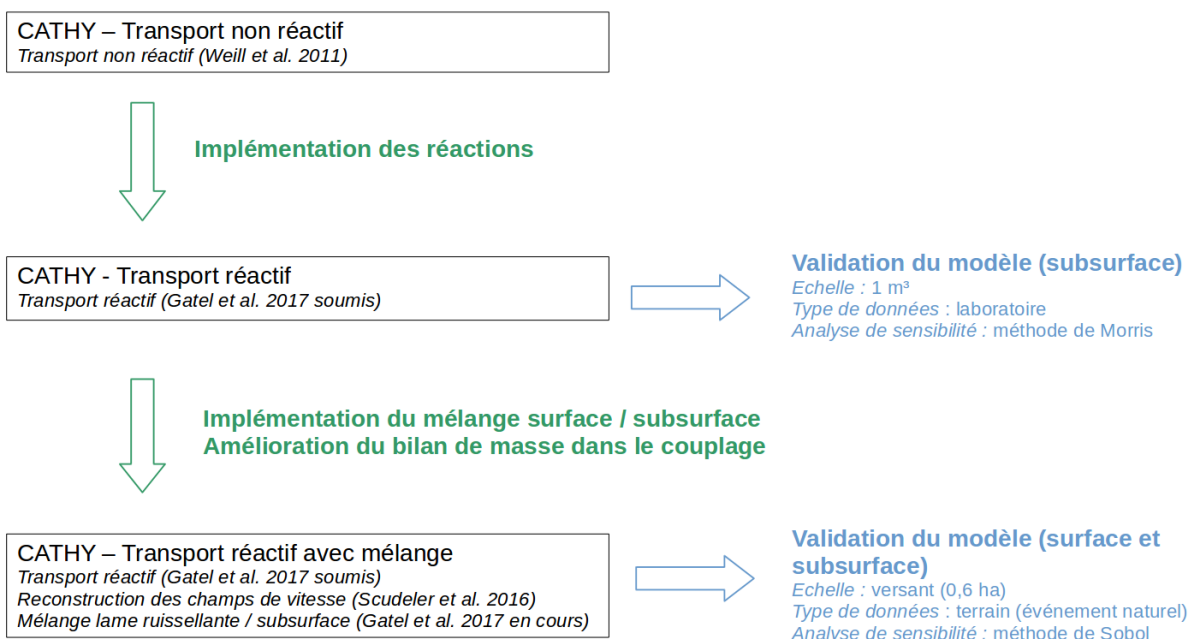 CATHY – Transport non réactif
Transport non réactif (Weill et al. 2011)
Implémentation des réactions
CATHY - Transport réactif
Transport réactif (Gatel et al. 2017 soumis)
Validation du modèle (subsurface)
Echelle : 1 m³
Type de données : laboratoire
Analyse de sensibilité : méthode de Morris
Implémentation du mélange surface / subsurface
Amélioration du bilan de masse dans le couplage
CATHY – Transport réactif avec mélange
Transport réactif (Gatel et al. 2017 soumis)
Reconstruction des champs de vitesse (Scudeler et al. 2016)
Mélange lame ruissellante / subsurface (Gatel et al. 2017 en cours)
Validation du modèle (surface et
subsurface)
Echelle : versant (0,6 ha)
Type de données : terrain (événement naturel)
Analyse de sensibilité : méthode de Sobol